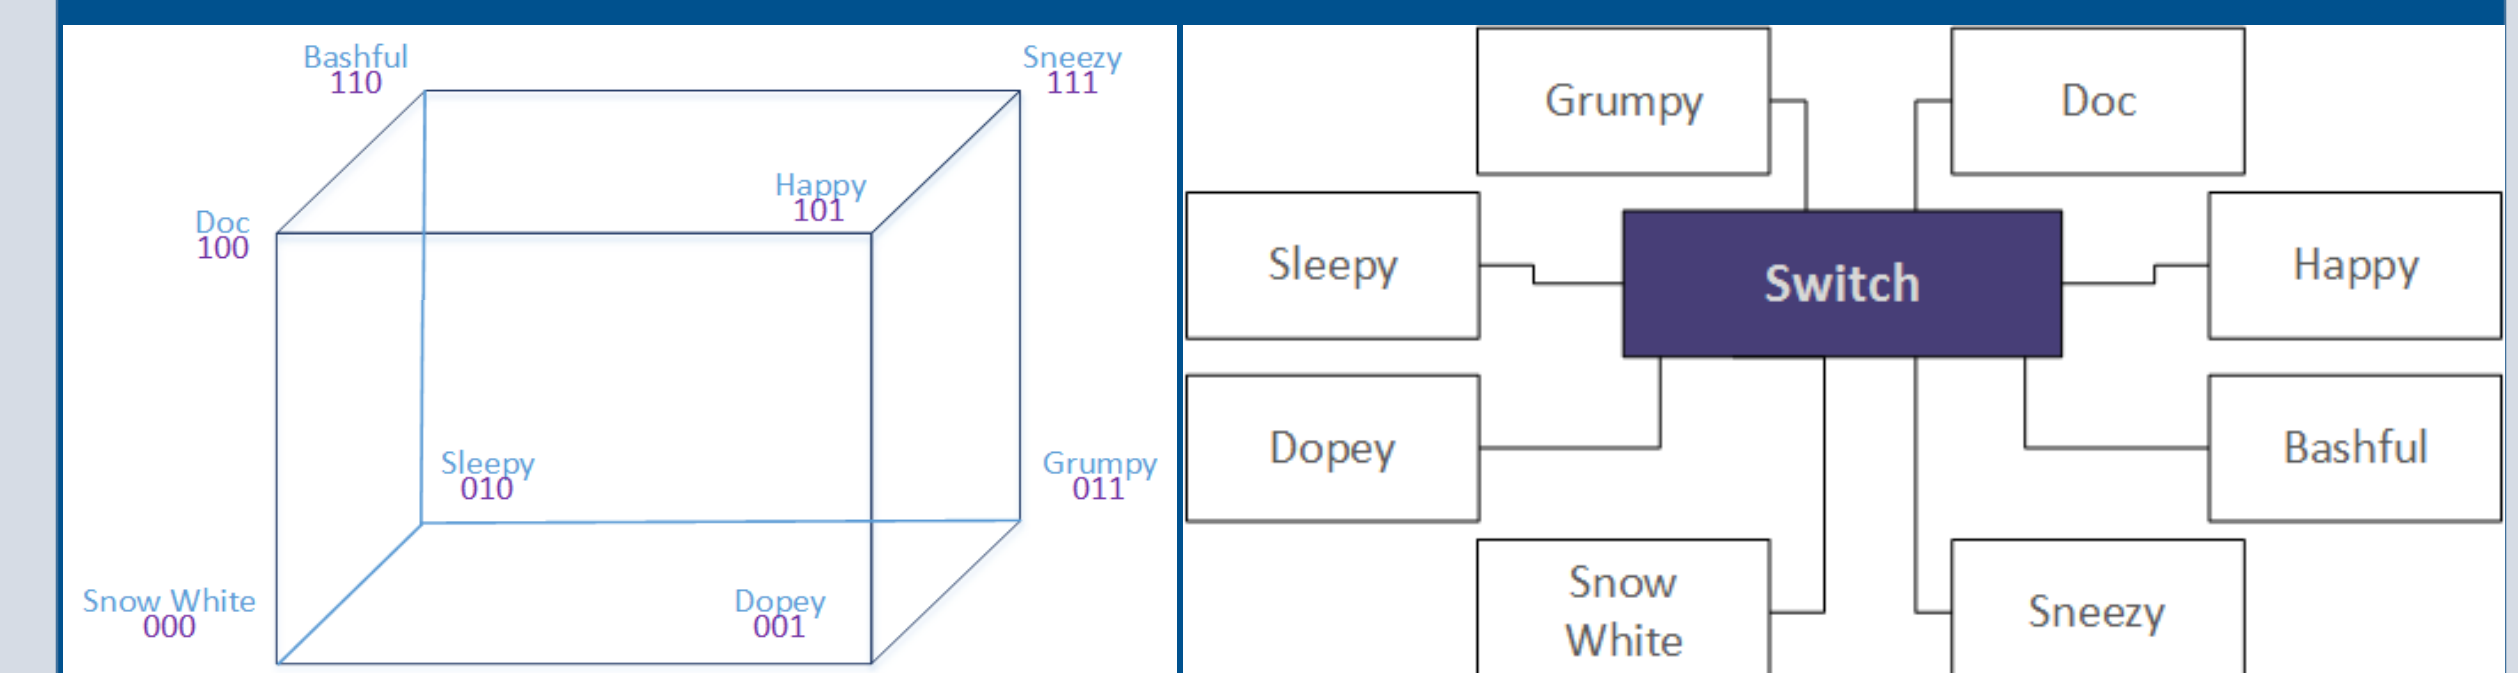 Bashful
110
Sneezy
111
Happy
101
Doc
100
Sleepy
010
Grumpy
011
Snow White
000
Dopey
001
Grumpy
Doc
Sleepy
Switch
Happy
Dopey
Bashful
Snow
White
Sneezy